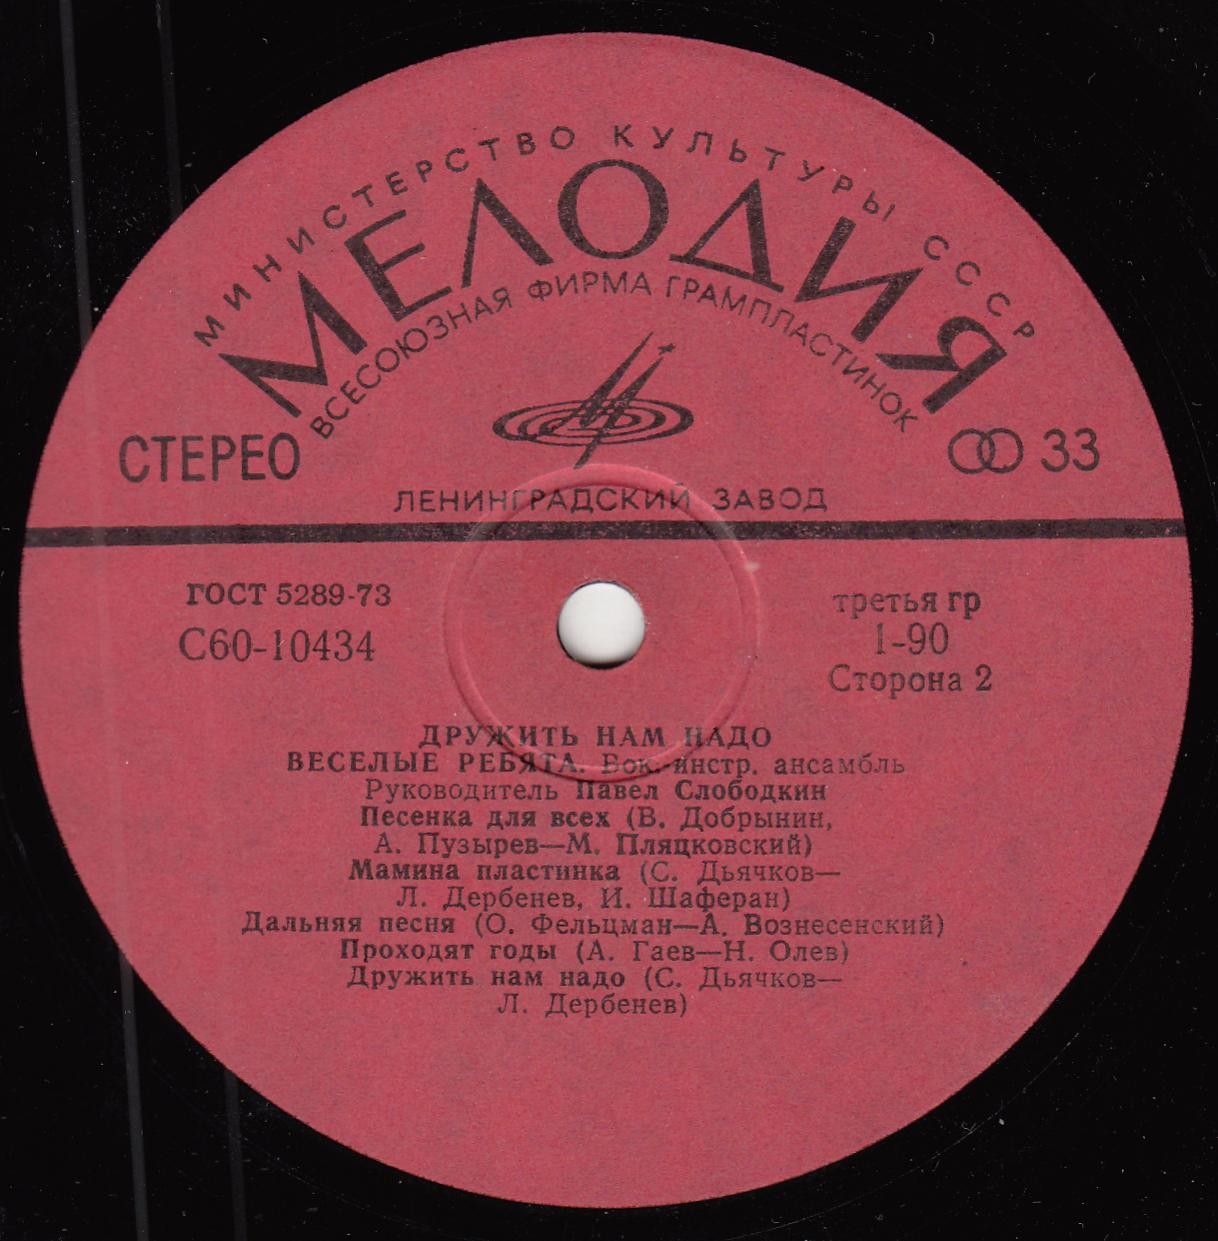 МИНИСТЕРСТВО КУЛЬТУРЫ СССР
МЕЛОДИЯ
ВСЕСОЮЗНАЯ ФИРМА ГРАМПЛАСТИНОК
СТЕРЕО
33
ЛЕНИНГРАДСКИЙ ЗАВОД
ГОСТ 5289-73
С60-10434
третья гр
1-90
Сторона 2
ДРУЖИТЬ НАМ НАДО
ВЕСЕЛЫЕ РЕБЯТА. Вок.-инстр. ансамбль
Руководитель Павел Слободкин
Песенка для всех (В. Добрынин,
А. Пузырев—М. Пляцковский)
Мамина пластинка (С. Дьячков—
Л. Дербенев, И. Шаферан)
Дальняя песня (О. Фельцман—А. Вознесенский)
Проходят годы (А. Гаев—Н. Олев)
Дружить нам надо (С. Дьячков—
Л. Дербенев)